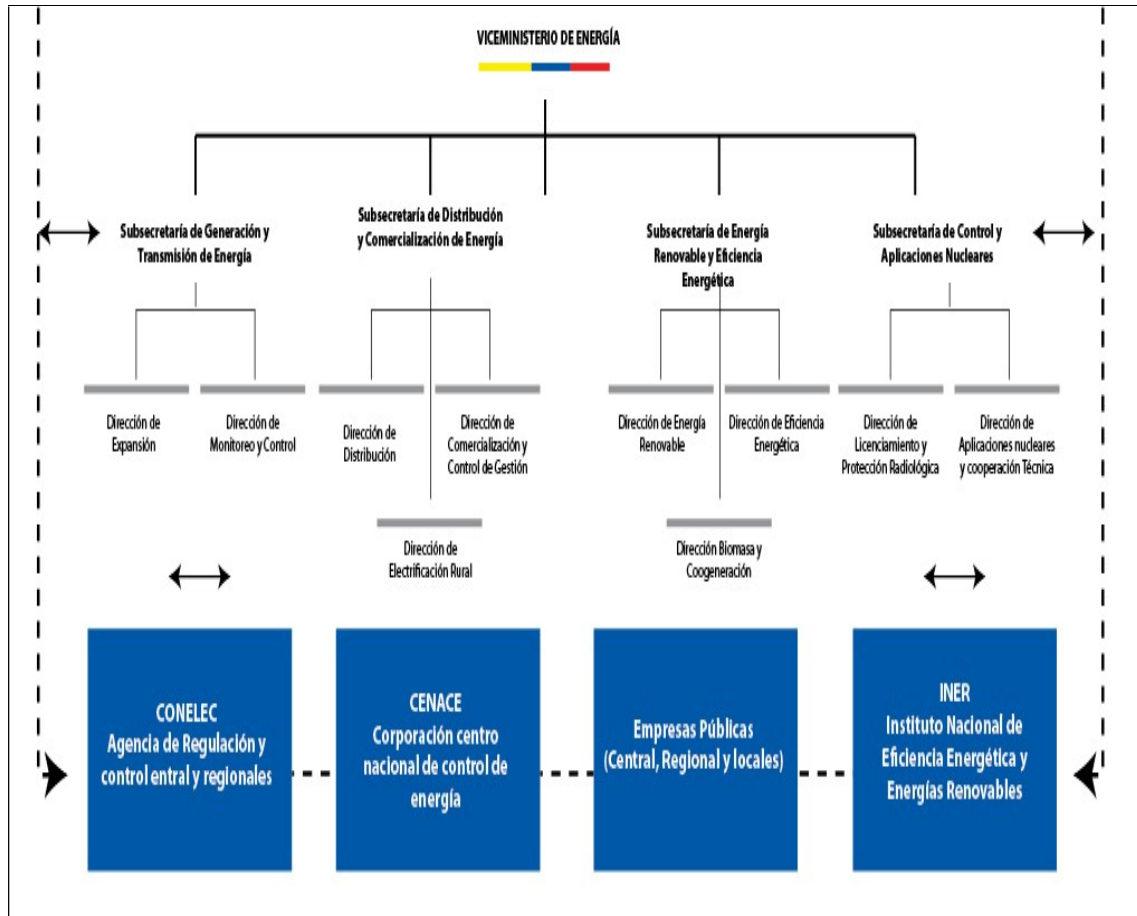 VICEMINISTERIO DE ENERGÍA
Subsecretaría de Generación y
Transmisión de Energía
Subsecretaría de Distribución
y Comercialización de Energía
Subsecretaría de Energía
Renovable y Eficiencia
Energética
Subsecretaría de Control y
Aplicaciones Nucleares
Dirección de
Expansión
Dirección de
Monitoreo y Control
Dirección de
Distribución
Dirección de
Comercialización y
Control de Gestión
Dirección de Energía
Renovable
Dirección de Eficiencia
Energética
Dirección de
Licenciamiento y
Protección Radiológica
Dirección de
Aplicaciones nucleares
y cooperación Técnica
Dirección de
Electrificación Rural
Dirección Biomasa y
Coogeneración
CONELEC
Agencia de Regulación y
control entral y regionales
CENACE
Corporación centro
nacional de control de
energía
Empresas Públicas
(Central, Regional y locales)
INER
Instituto Nacional de
Eficiencia Energética y
Energías Renovables